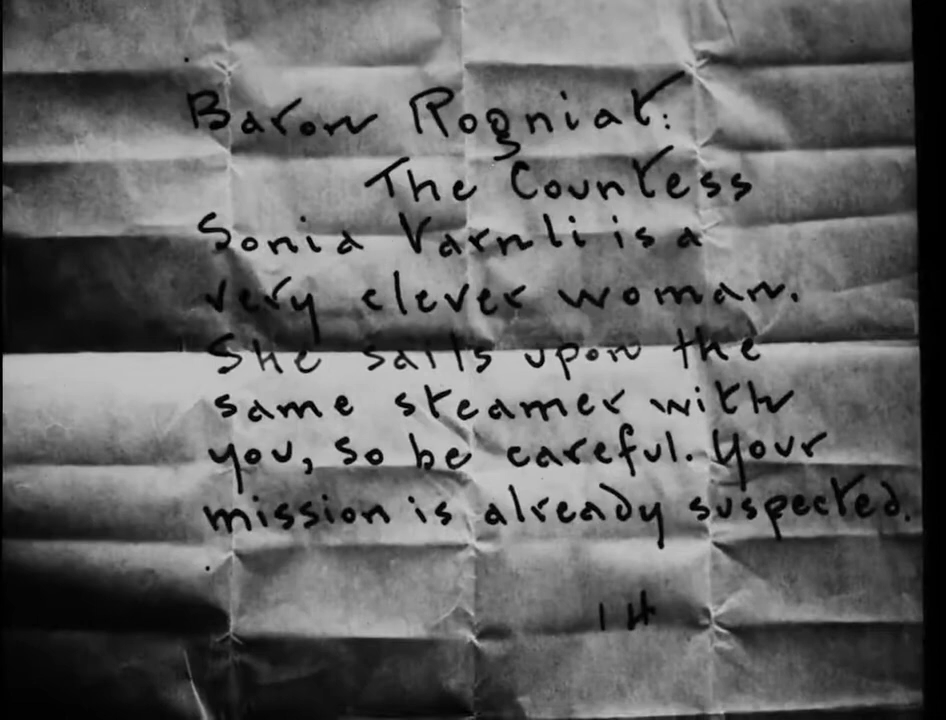 Baron Rogniat:
The Countess
Sonia Varnli is a
very clever woman.
She sails upon the
same steamer with
you, so be careful. Your
mission is already suspected.
14